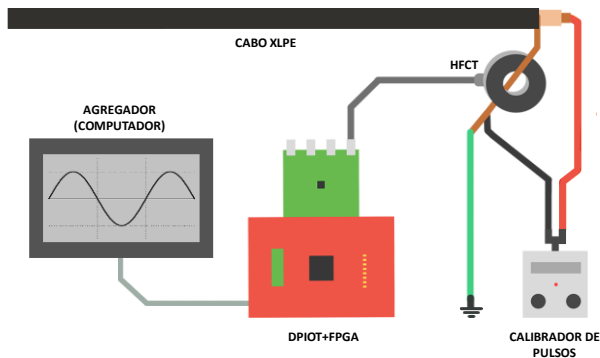 CABO XLPE
HFCT
AGREGADOR
(COMPUTADOR)
DPIOT+FPGA
CALIBRADOR DE
PULSOS